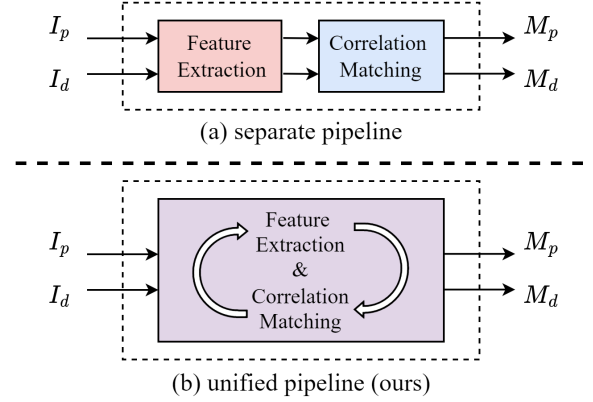 I_p
I_d
Feature
Extraction
Correlation
Matching
M_p
M_d
(a) separate pipeline
I_p
I_d
Feature
Extraction
&
Correlation
Matching
M_p
M_d
(b) unified pipeline (ours)